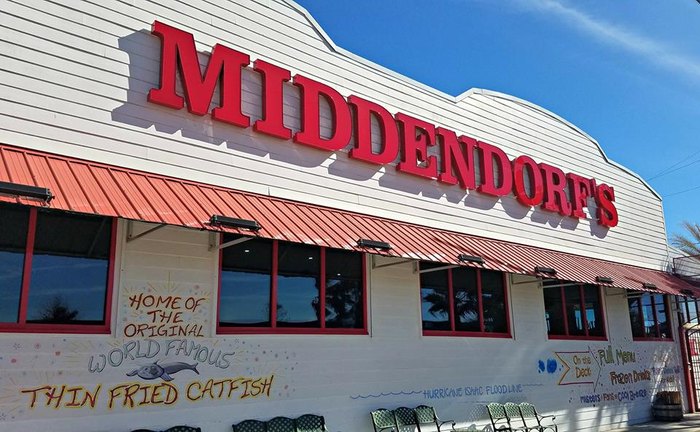 MIDDENDORF'S
HOME OF
THE
ORIGINAL
WORLD FAMOUS
THIN FRIED CATFISH
HURRICANE ISAAC FLOOD LINE
On the
Deck
Full Menu
Frozen Drinks